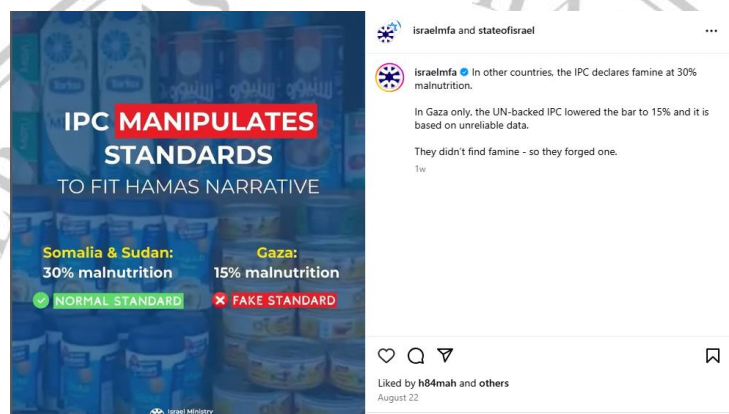 IPC MANIPULATES
STANDARDS
TO FIT HAMAS NARRATIVE
Somalia & Sudan:
30% malnutrition
NORMAL STANDARD
Gaza:
15% malnutrition
FAKE STANDARD
Israel Ministry
israelmfa and stateofisrael
israelmfa In other countries, the IPC declares famine at 30%
malnutrition.
In Gaza only, the UN-backed IPC lowered the bar to 15% and it is
based on unreliable data.
They didn't find famine - so they forged one.
1w
Liked by h84mah and others
August 22